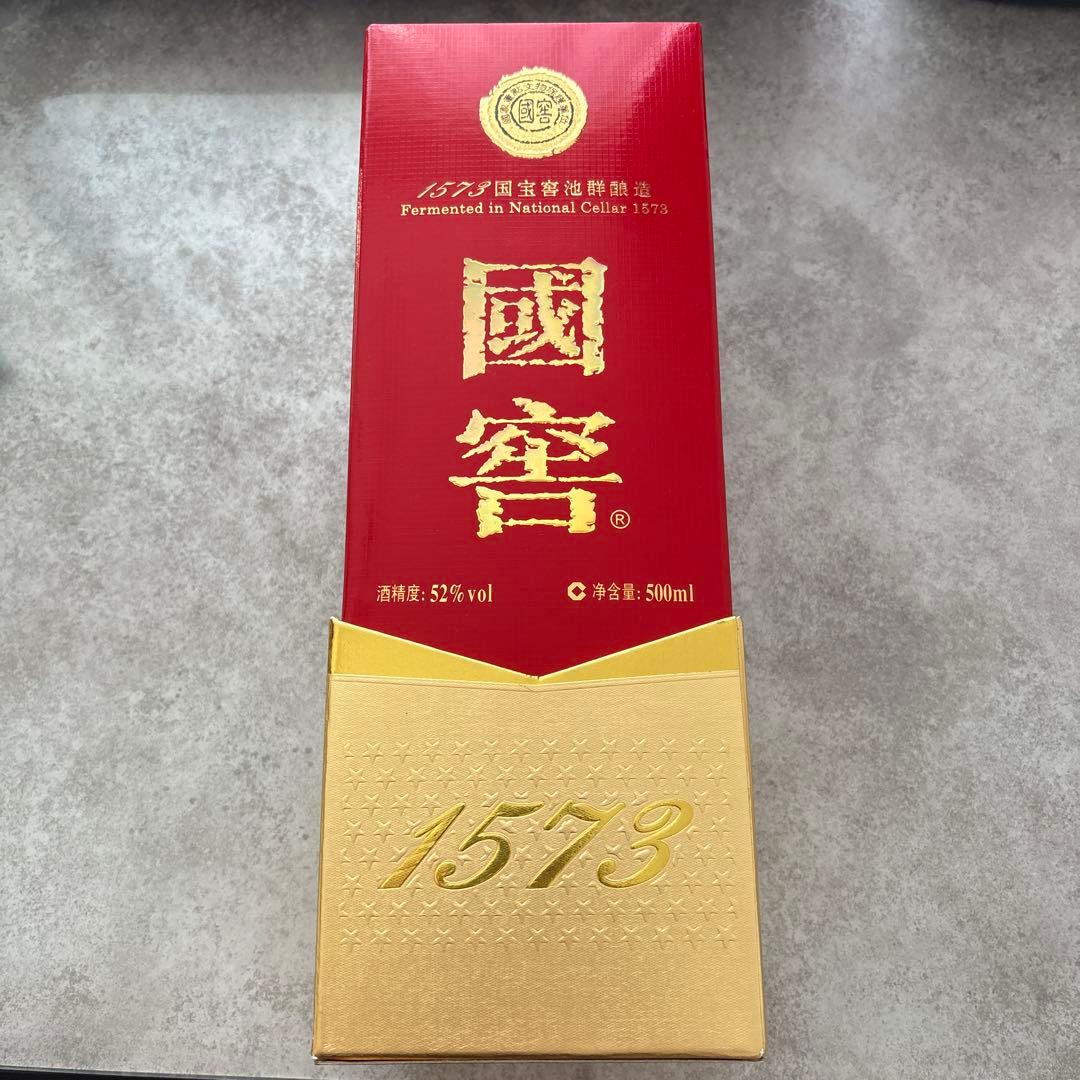 國窖
1573国宝窖池群酿造
Fermented in National Cellar 1573
國
窖®
酒精度: 52%vol
净含量: 500ml
1573